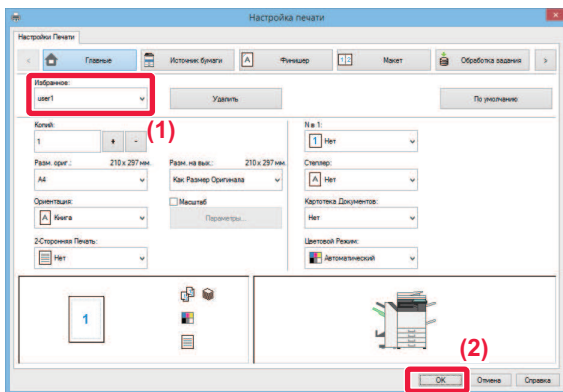 Настройка печати
Настройки Печати
Главные
Источник бумаги
Финишер
Макет
Обработка задания
Избранное:
user1
Удалить
По умолчанию
(1)
Копий:
1
+
-
N в 1:
1 Нет
Разм. ориг.: 210 x 297 мм.
Разм. на вых.: 210 x 297 мм.
Степлер:
A4
Как Размер Оригинала
A Нет
Ориентация:
Масштаб
Картотека Документов:
A Книга
Параметры...
Нет
2-Сторонняя Печать:
Цветовой Режим:
Нет
Автоматический
1
(2)
OK
Отмена
Справка